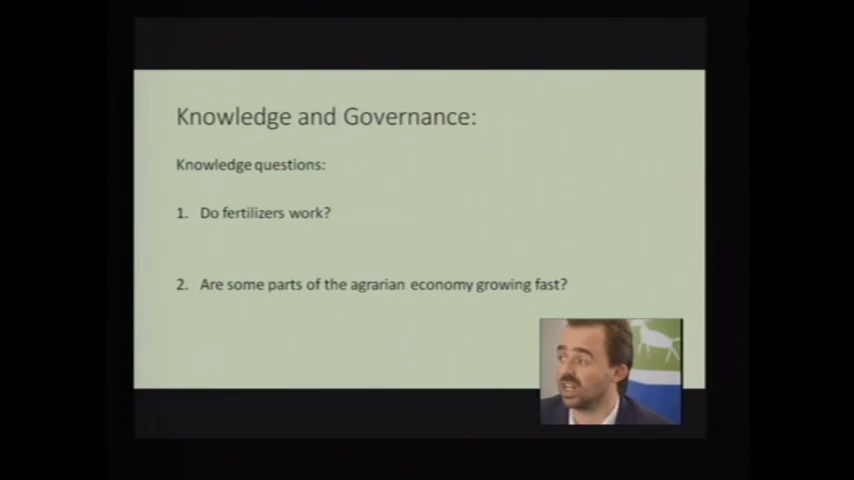 Knowledge and Governance:
Knowledge questions:
1. Do fertilizers work?
2. Are some parts of the agrarian economy growing fast?